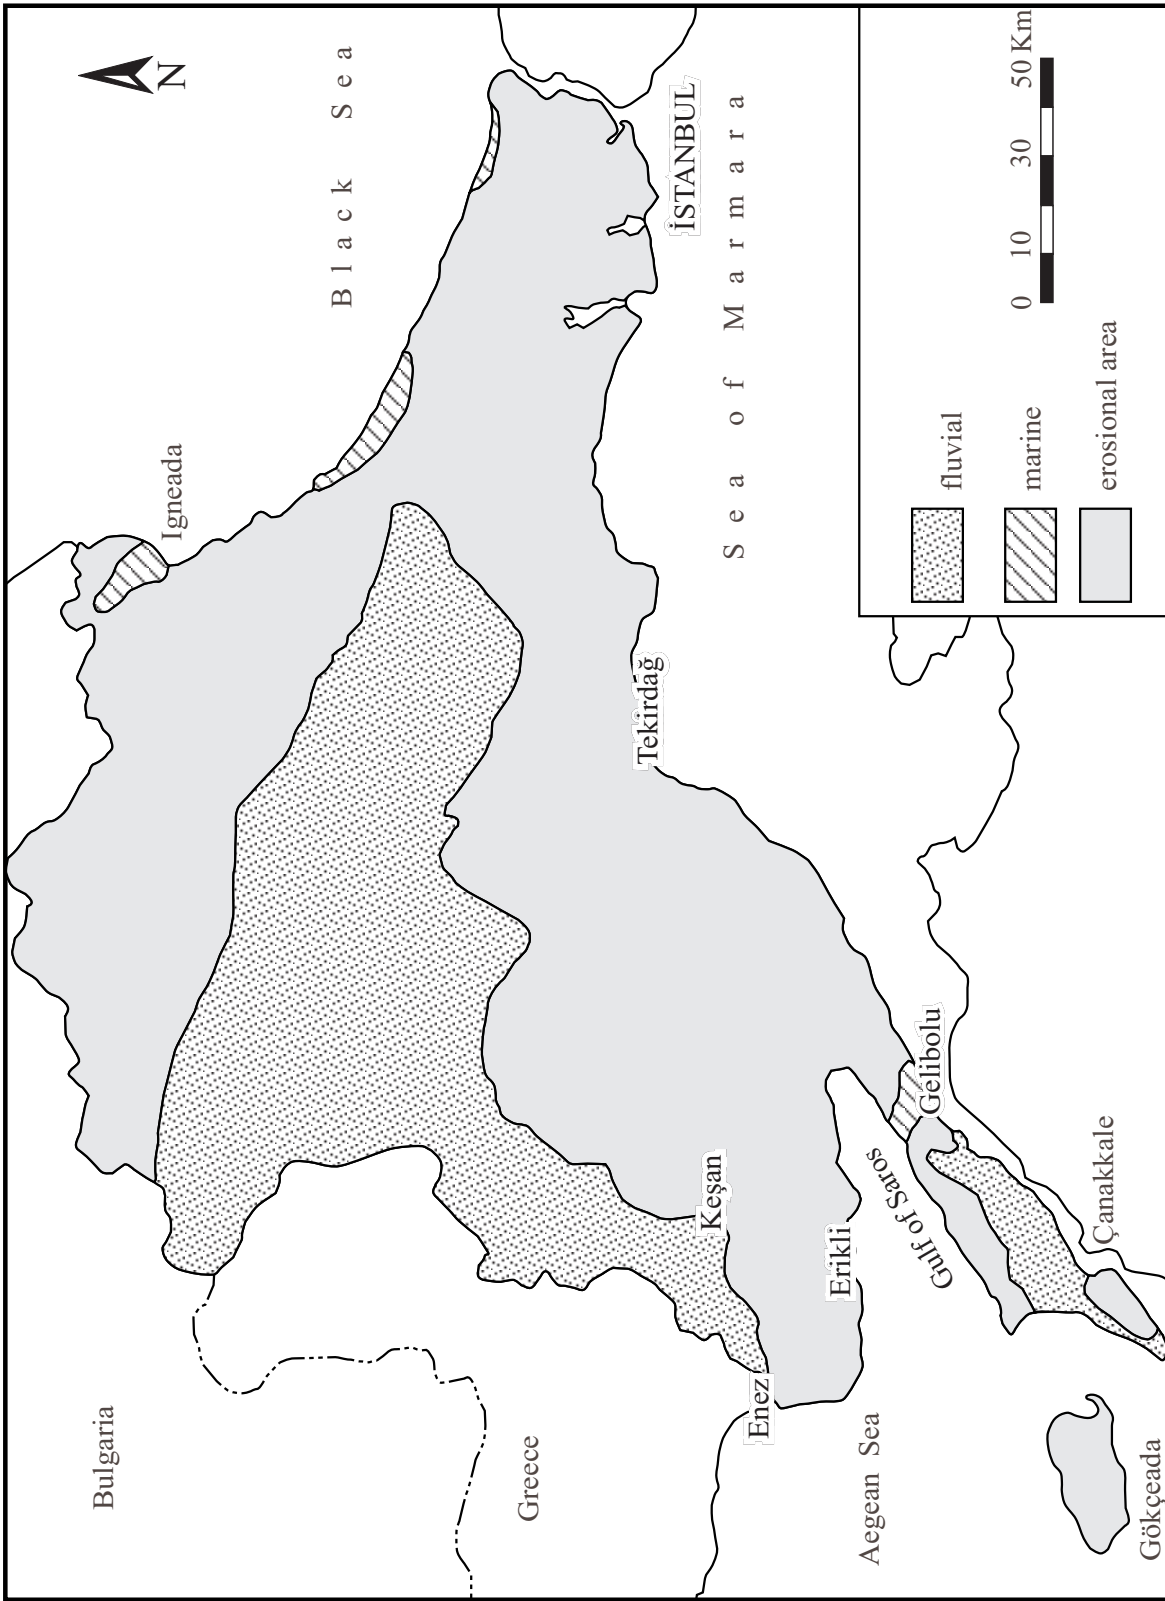 N
Black Sea
Bulgaria
Igneada
Greece
İSTANBUL
Sea of Marmara
Tekirdağ
Keşan
Enez
Erikli
Aegean Sea
Gulf of Saros
Gelibolu
Çanakkale
Gökçeada
fluvial
marine
erosional area
0 10 30 50 Km